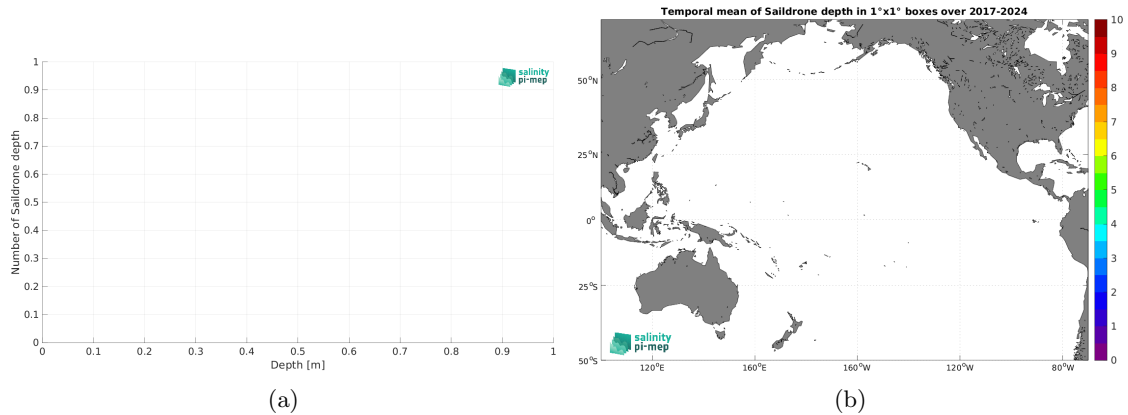 Temporal mean of Saildrone depth in 1°x1° boxes over 2017-2024
salinity
pi-mep
1
0.9
0.8
0.7
0.6
0.5
0.4
0.3
0.2
0.1
0
Number of Saildrone depth
0 0.1 0.2 0.3 0.4 0.5 0.6 0.7 0.8 0.9 1
Depth [m]
(a)
50°N
25°N
0°
25°S
50°S
120°E 160°E 160°W 120°W 80°W
salinity
pi-mep
10
9
8
7
6
5
4
3
2
1
0
(b)